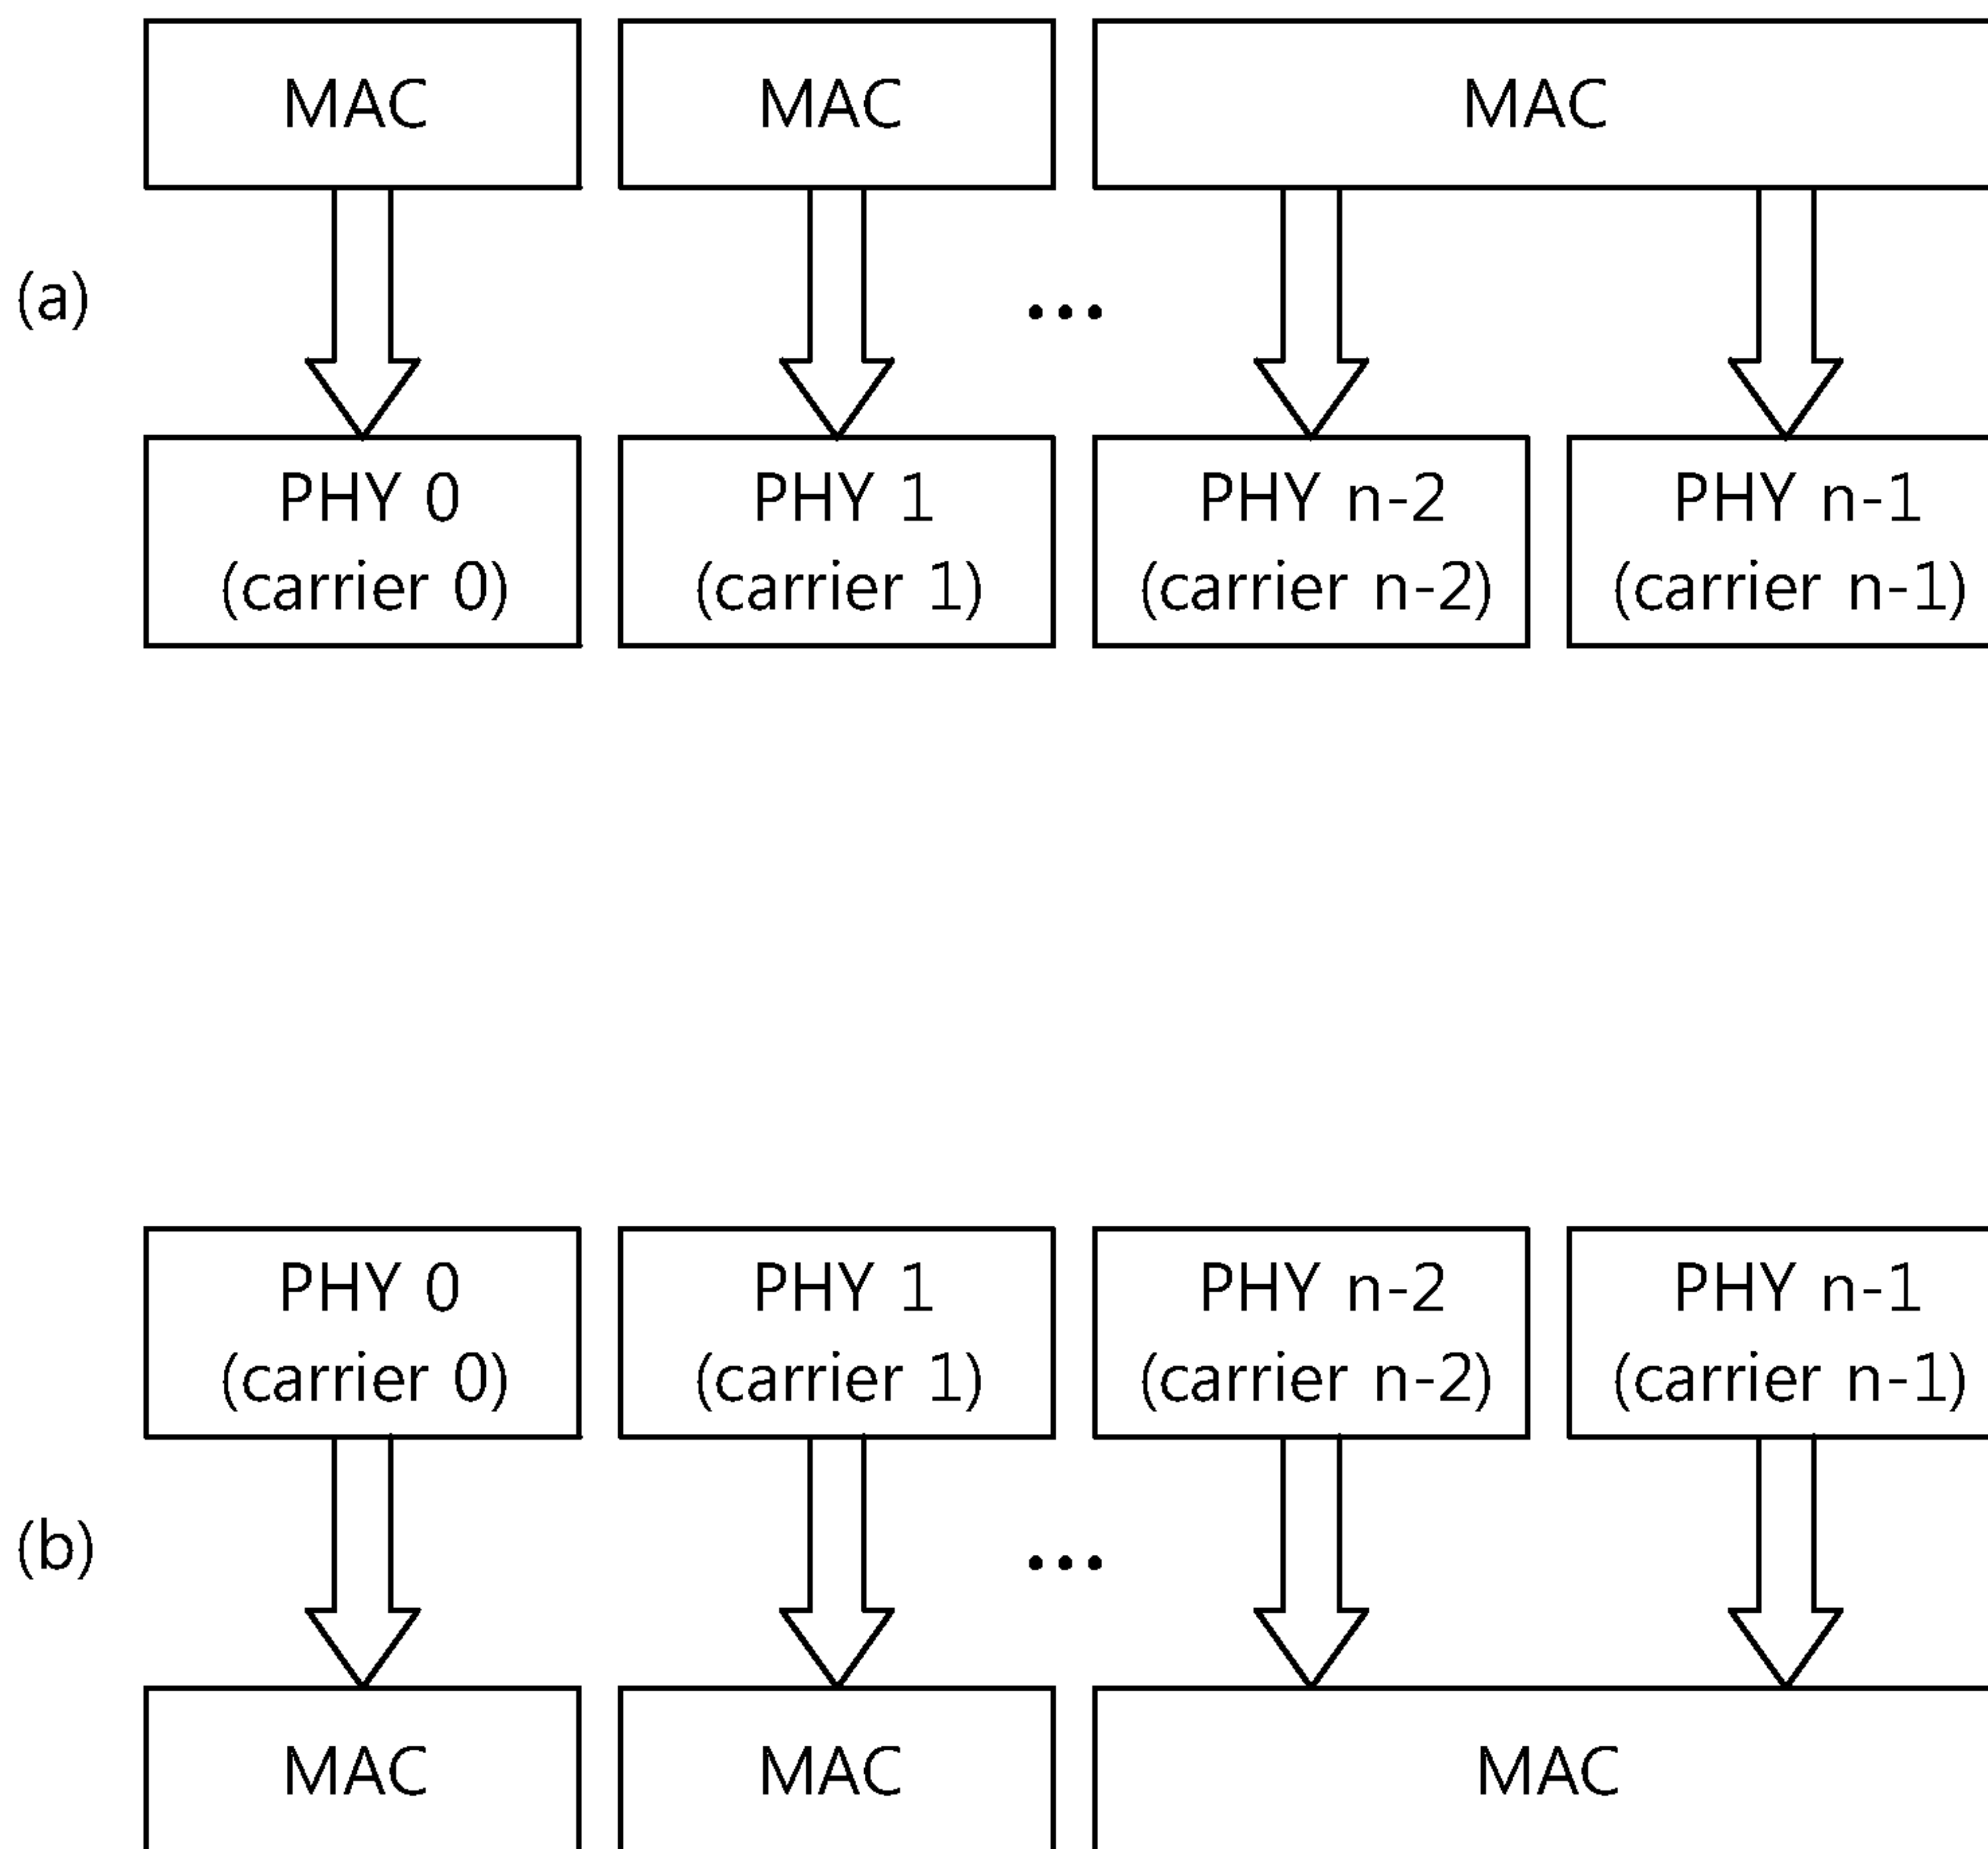 MAC MAC MAC
(a)
...
PHY 0 PHY 1 PHY n-2 PHY n-1
(carrier 0) (carrier 1) (carrier n-2) (carrier n-1)
PHY 0 PHY 1 PHY n-2 PHY n-1
(carrier 0) (carrier 1) (carrier n-2) (carrier n-1)
(b)
...
MAC MAC MAC